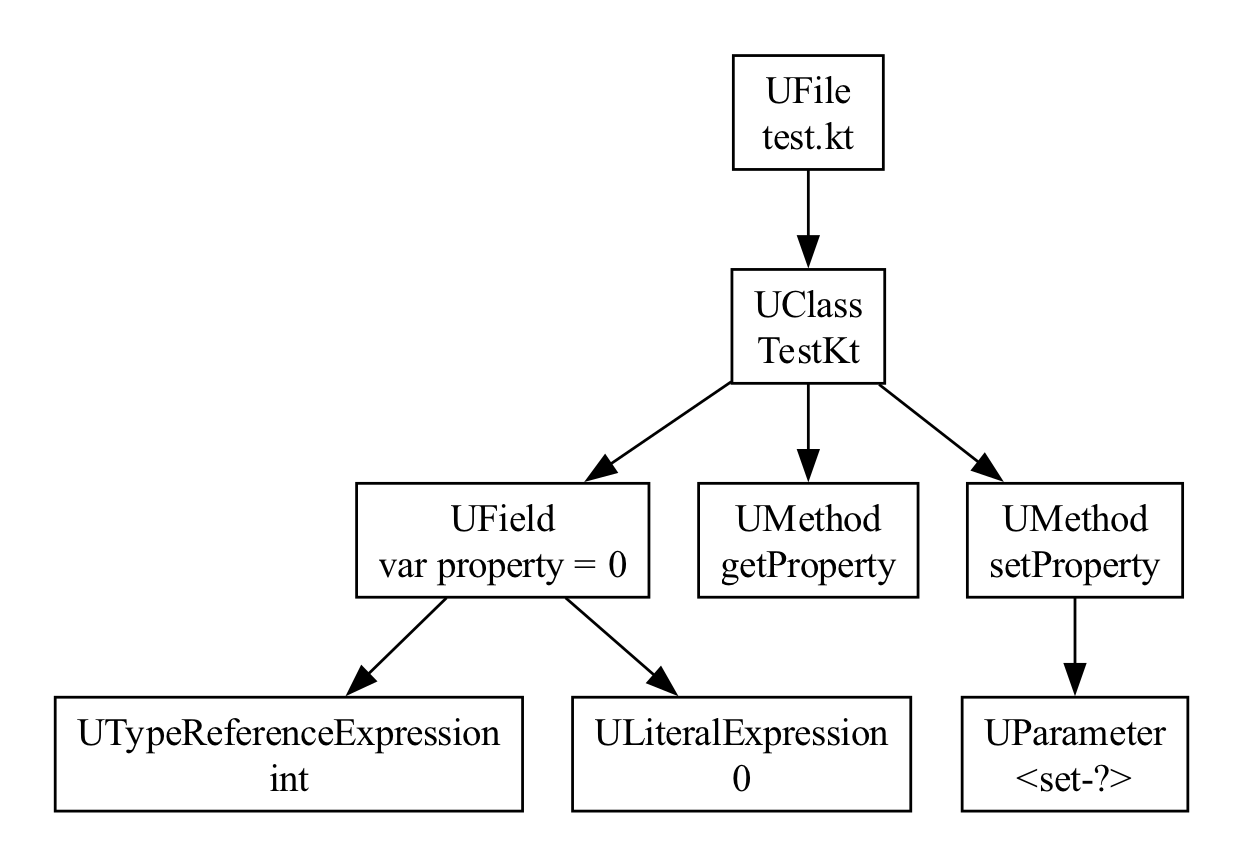 UFile
test.kt
UClass
TestKt
UField
var property = 0
UMethod
getProperty
UMethod
setProperty
UTypeReferenceExpression
int
ULiteralExpression
0
UParameter
<set-?>